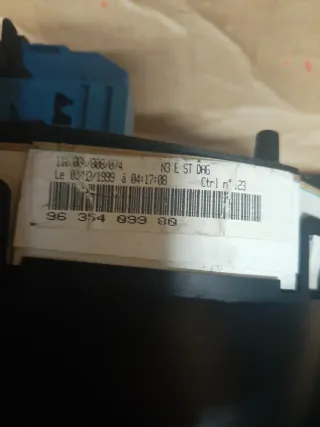 N3 E ST DAG
Le 03/12/1999 à 04:17:08 Ctrl n° 23
96 354 099 80